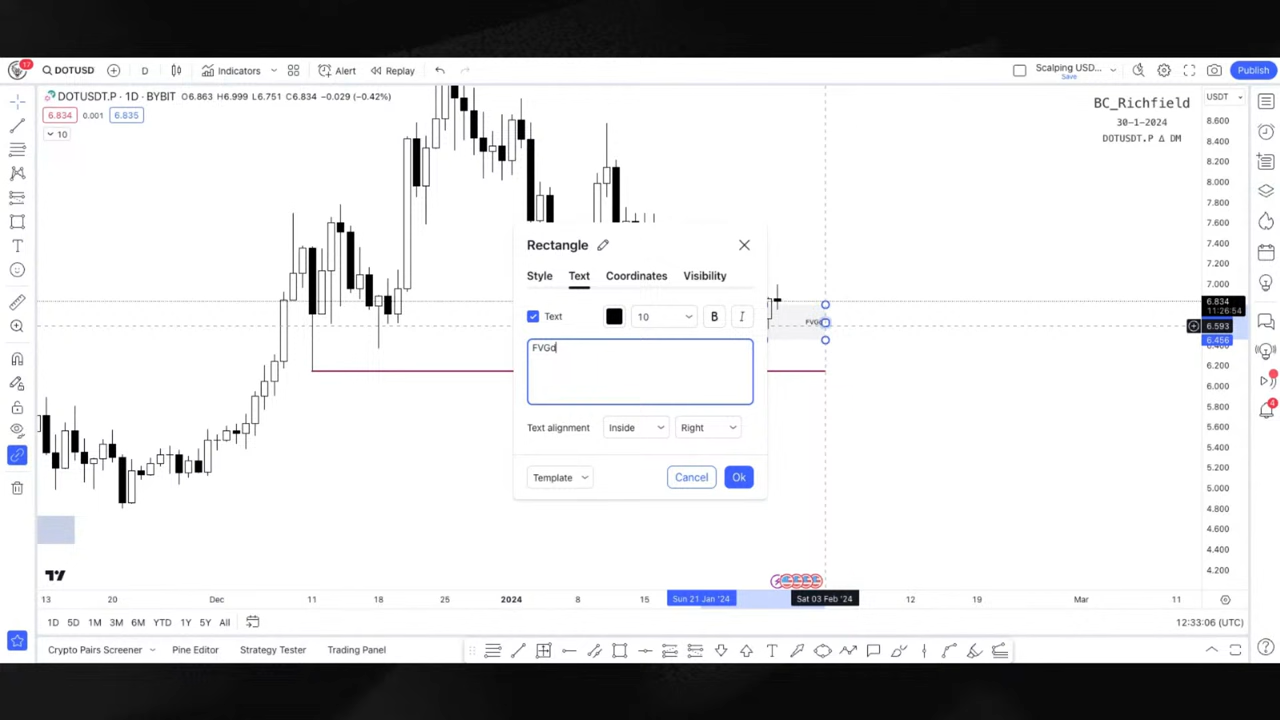 17
DOTUSD
D
Indicators
Alert
Replay
Scalping USD...
Save
Publish
DOTUSDT.P · 1D · BYBIT O6.863 H6.999 L6.751 C6.834 −0.029 (−0.42%)
6.834 0.001 6.835
10
BC_Richfield
30-1-2024
DOTUSDT.P Δ DM
USDT
8.600
8.400
8.200
8.000
7.800
7.600
7.400
7.200
7.000
6.834
11:26:54
6.593
6.456
6.200
6.000
5.800
5.600
5.400
5.200
5.000
4.800
4.600
4.400
4.200
4
Rectangle
Style Text Coordinates Visibility
Text 10 B I
FVGd
Text alignment Inside Right
Template Cancel Ok
FVGd
13 20 Dec 11 18 25 2024 8 15 Sun 21 Jan '24 Sat 03 Feb '24 12 19 Mar 11
1D 5D 1M 3M 6M YTD 1Y 5Y All
12:33:06 (UTC)
Crypto Pairs Screener Pine Editor Strategy Tester Trading Panel